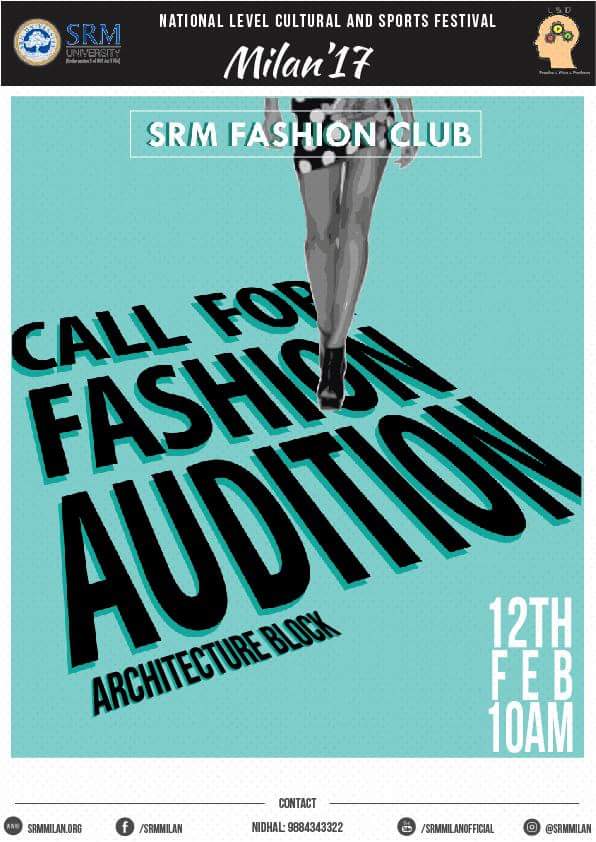 NATIONAL LEVEL CULTURAL AND SPORTS FESTIVAL
SRM
UNIVERSITY
Milan'17
L S D
SRM FASHION CLUB
CALL FOR
FASHION
AUDITION
ARCHITECTURE BLOCK
12TH
FEB
10AM
CONTACT
WWW SRMMILAN.ORG
f /SRMMILAN
NIDHAL: 9884343322
/SRMMILANOFFICIAL
@SRMMILAN